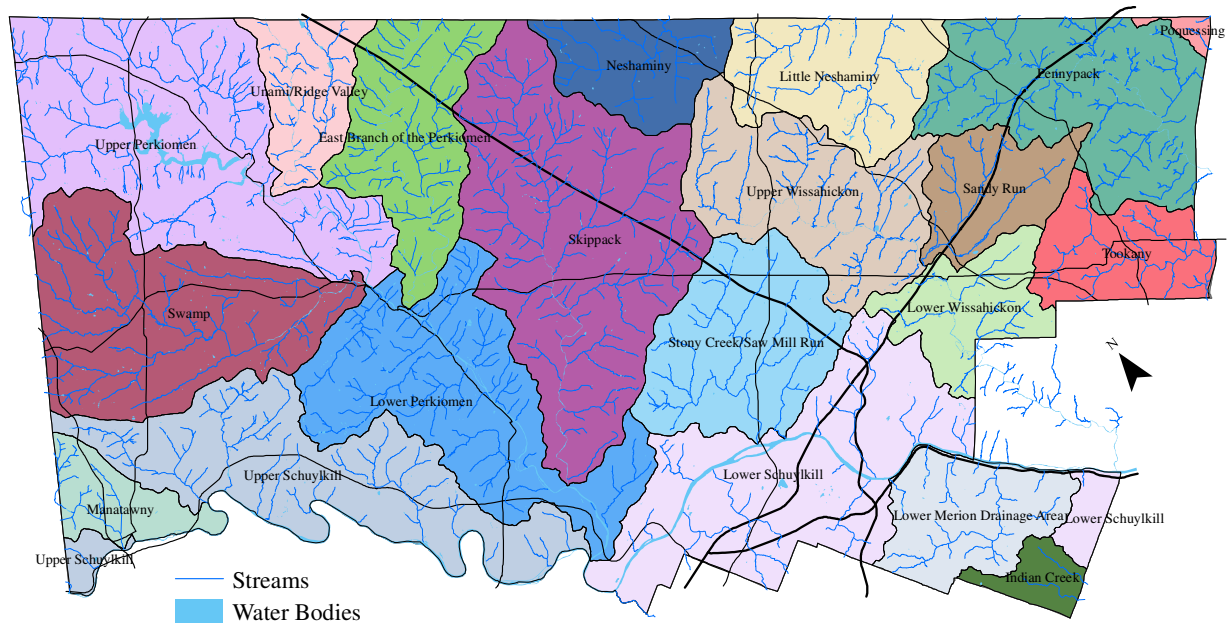 Poquessing
Neshaminy
Little Neshaminy
Pennypack
Unami/Ridge Valley
East Branch of the Perkiomen
Upper Perkiomen
Upper Wissahickon
Sandy Run
Skippack
Tookany
Swamp
Lower Wissahickon
Stony Creek/Saw Mill Run
N
Lower Perkiomen
Upper Schuylkill
Lower Schuylkill
Manatawny
Lower Merion Drainage Area
Lower Schuylkill
Upper Schuylkill
Indian Creek
Streams
Water Bodies